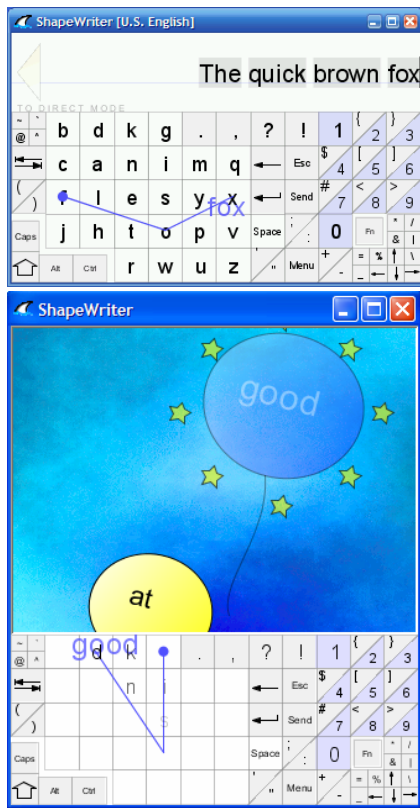 ShapeWriter [U.S. English]
The quick brown fox
TO DIRECT MODE
~ `
@ ^ b d k g . , ? ! 1 { 2 } 3
c a n i m q Esc $ 4 [ 5 ] 6
( ) f l e s y x Send # 7 < 8 > 9
fox
Caps j h t o p v Space ; : 0 Fn * / & |
Alt Ctrl r w u z ' " Menu + - = % _ \
ShapeWriter
good
at
good
~ `
@ ^ d k . , ? ! 1 { 2 } 3
n i Esc $ 4 [ 5 ] 6
( ) s Send # 7 < 8 > 9
Caps Space ; : 0 Fn * / & |
Alt Ctrl ' " Menu + - = % _ \